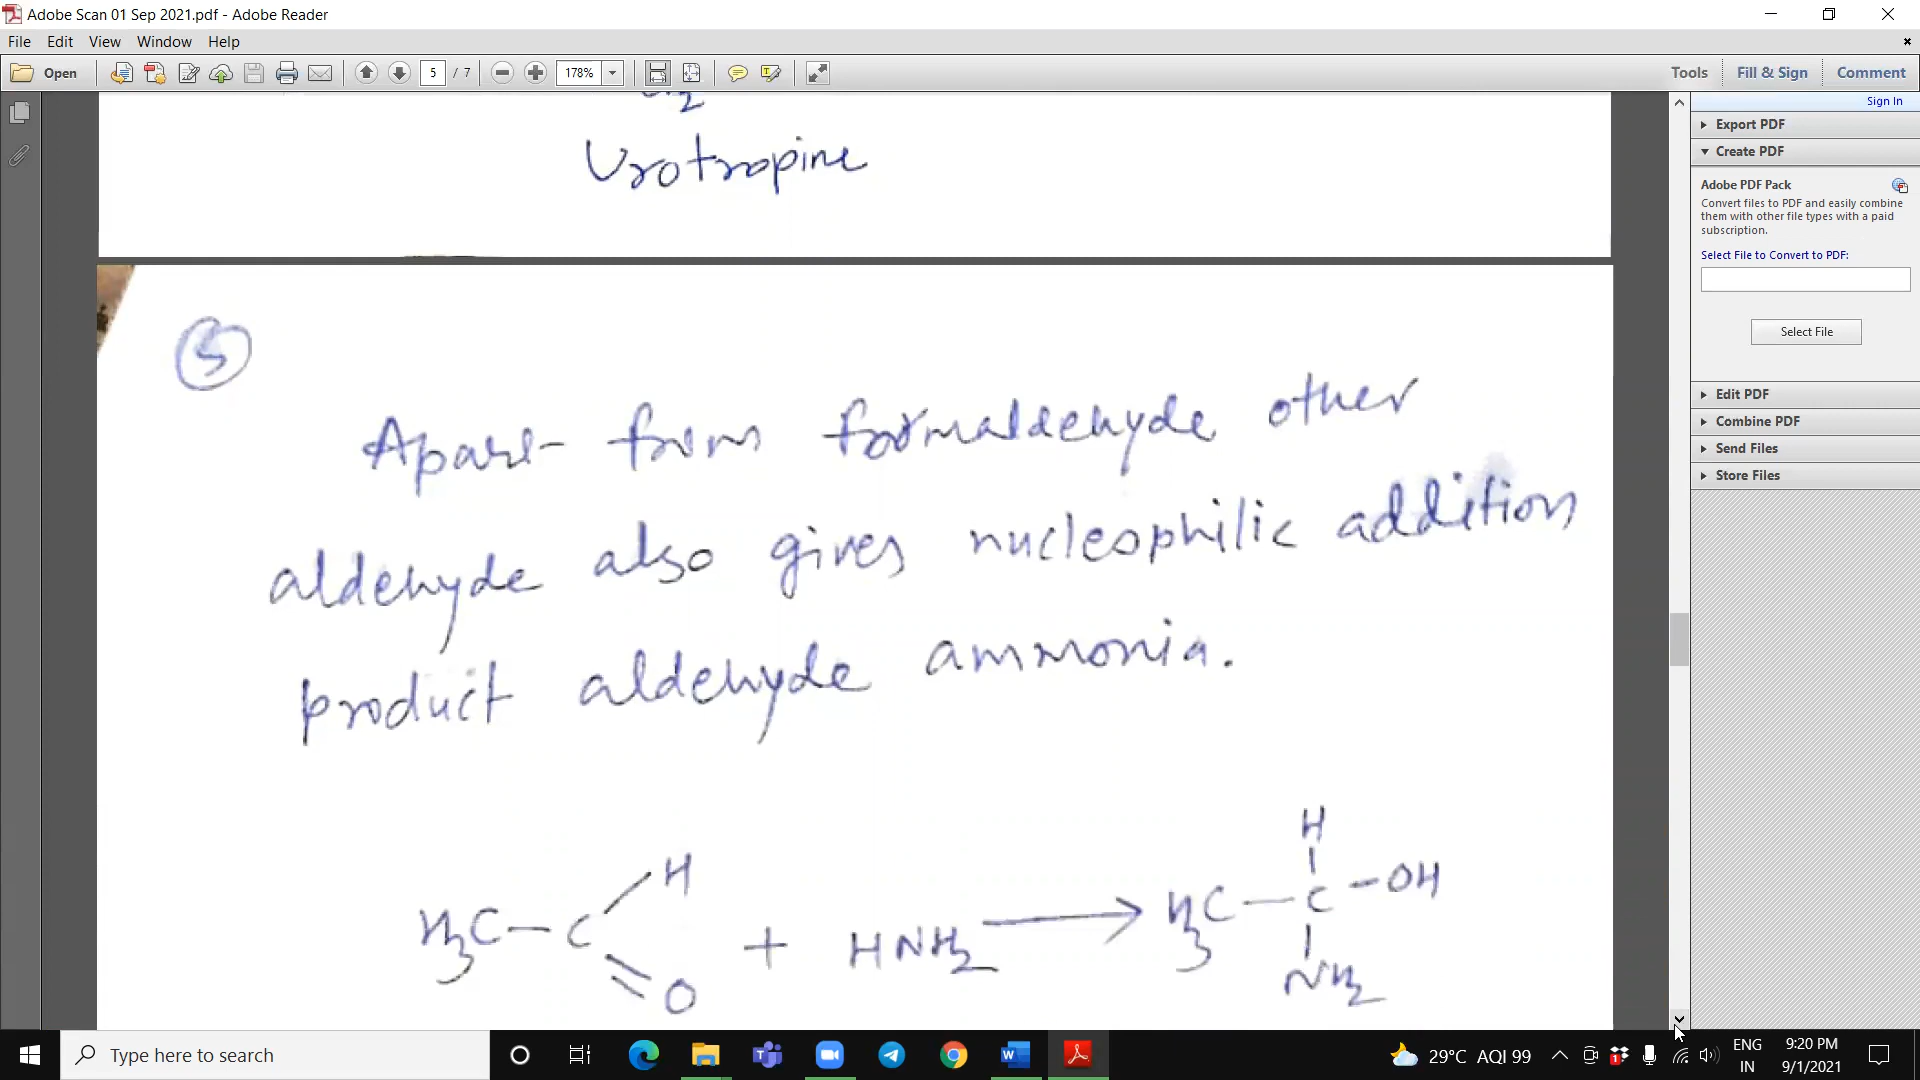 Adobe Scan 01 Sep 2021.pdf - Adobe Reader
File Edit View Window Help
Open 5 / 7 178% Tools Fill & Sign Comment
Sign In
Export PDF
Create PDF
Adobe PDF Pack
Convert files to PDF and easily combine
them with other file types with a paid
subscription.
Select File to Convert to PDF:
Select File
Edit PDF
Combine PDF
Send Files
Store Files
Urotropine
5
Apart from formaldehyde other
aldehyde also gives nucleophilic addition
product aldehyde ammonia.
H
H
H3C - C + HNH2 → H3C - C - OH
O
NH2
Type here to search
29°C AQI 99
ENG
IN
9:20 PM
9/1/2021